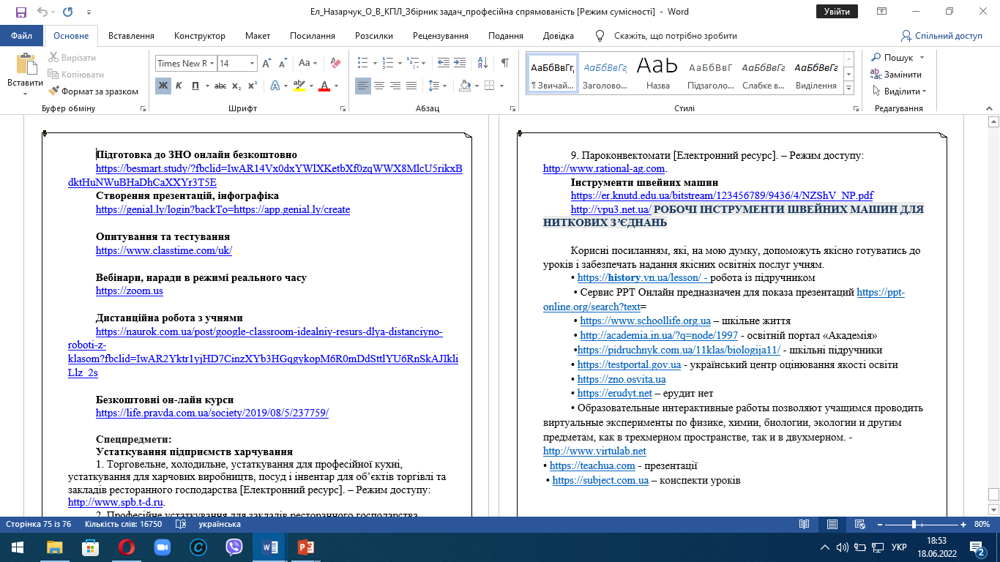 Ел_Назарчук_О_В_КПЛ_Збірник задач_професійна спрямованість [Режим сумісності] - Word
Увійти
Файл Основне Вставлення Конструктор Макет Посилання Розсилки Рецензування Подання Довідка Скажіть, що потрібно зробити Спільний доступ
Вставити
Вирізати
Копіювати
Формат за зразком
Буфер обміну
Times New R 14
Ж К П abc x₂ x²
Шрифт
Абзац
АаБбВвГг, АаБбВвГг АаЬ АаБбВвГ АаБбВвГг АаБбВвГг
¶ Звичай... Заголово... Назва Підзаголо... Слабке в... Виділення
Стилі
Пошук
Замінити
Виділити
Редагування
Підготовка до ЗНО онлайн безкоштовно
https://besmart.study/?fbclid=IwAR14Vx0dxYWlXKetbXf0zqWWX8MlcU5rikxB
dktHuNWuBHaDhCaXXYr3T5E
Створення презентацій, інфографіка
https://genial.ly/login?backTo=https://app.genial.ly/create
Опитування та тестування
https://www.classtime.com/uk/
Вебінари, наради в режимі реального часу
https://zoom.us
Дистанційна робота з учнями
https://naurok.com.ua/post/google-classroom-idealniy-resurs-dlya-distanciyno-
roboti-z-
klasom?fbclid=IwAR2Yktr1yjHD7CinzXYb3HGqgykopM6R0mDdSttlYU6RnSkAJIkli
Llz_2s
Безкоштовні он-лайн курси
https://life.pravda.com.ua/society/2019/08/5/237759/
Спецпредмети:
Устаткування підприємств харчування
1. Торговельне, холодильне, устаткування для професійної кухні,
устаткування для харчових виробництв, посуд і інвентар для об’єктів торгівлі та
закладів ресторанного господарства [Електронний ресурс]. – Режим доступу:
http://www.spb.t-d.ru.
2. Професійне устаткування для закладів ресторанного господарства
9. Пароконвектомати [Електронний ресурс]. – Режим доступу:
http://www.rational-ag.com.
Інструменти швейних машин
https://er.knutd.edu.ua/bitstream/123456789/9436/4/NZShV_NP.pdf
http://vpu3.net.ua/ РОБОЧІ ІНСТРУМЕНТИ ШВЕЙНИХ МАШИН ДЛЯ
НИТКОВИХ З’ЄДНАНЬ
Корисні посиланням, які, на мою думку, допоможуть якісно готуватись до
уроків і забезпечать надання якісних освітніх послуг учням.
• https://history.vn.ua/lesson/ - робота із підручником
• Сервис РРТ Онлайн предназначен для показа презентаций https://ppt-
online.org/search?text=
• https://www.schoollife.org.ua – шкільне життя
• http://academia.in.ua/?q=node/1997 - освітній портал «Академія»
•https://pidruchnyk.com.ua/11klas/biologija11/ - шкільні підручники
• https://testportal.gov.ua - український центр оцінювання якості освіти
• https://zno.osvita.ua
• https://erudyt.net – ерудит нет
• Образовательные интерактивные работы позволяют учащимся проводить
виртуальные эксперименты по физике, химии, биологии, экологии и другим
предметам, как в трехмерном пространстве, так и в двухмерном. -
http://www.virtulab.net
• https://teachua.com - презентації
• https://subject.com.ua – конспекти уроків
Сторінка 75 із 76 Кількість слів: 16750 українська 80%
УКР
18:53
18.06.2022
2